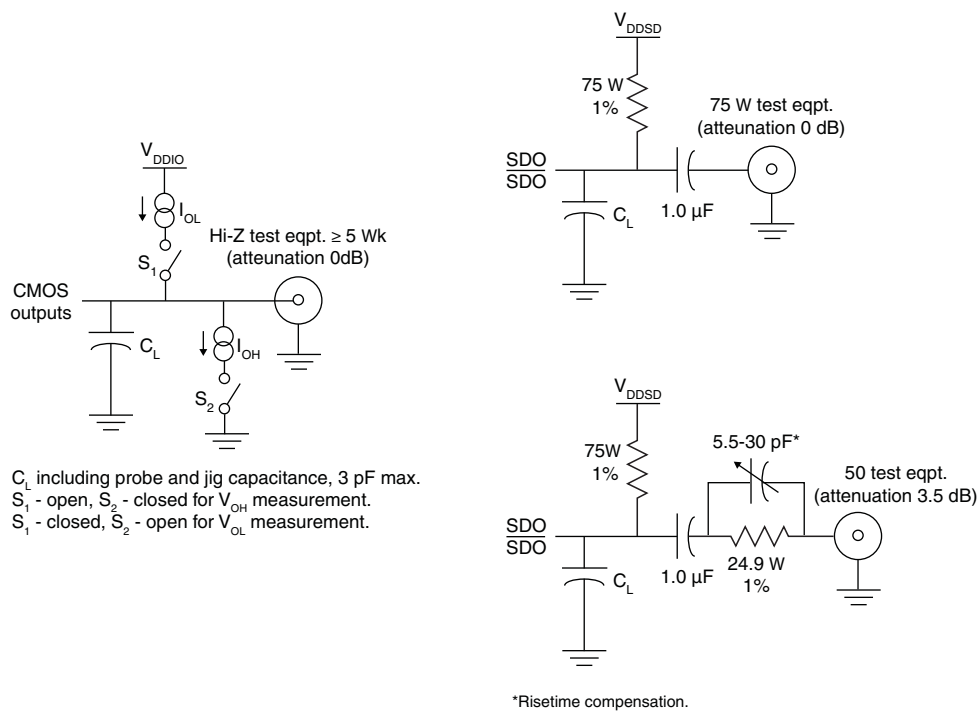 V_DDIO
I_OL
S_1
Hi-Z test eqpt. ≥ 5 Wk
(atteunation 0dB)
CMOS
outputs
C_L
I_OH
S_2
C_L including probe and jig capacitance, 3 pF max.
S_1 - open, S_2 - closed for V_OH measurement.
S_1 - closed, S_2 - open for V_OL measurement.
V_DDSD
75 W
1%
75 W test eqpt.
(atteunation 0 dB)
SDO
SDO
C_L
1.0 µF
V_DDSD
75W
1%
5.5-30 pF*
50 test eqpt.
(attenuation 3.5 dB)
SDO
SDO
C_L
1.0 µF
24.9 W
1%
*Risetime compensation.